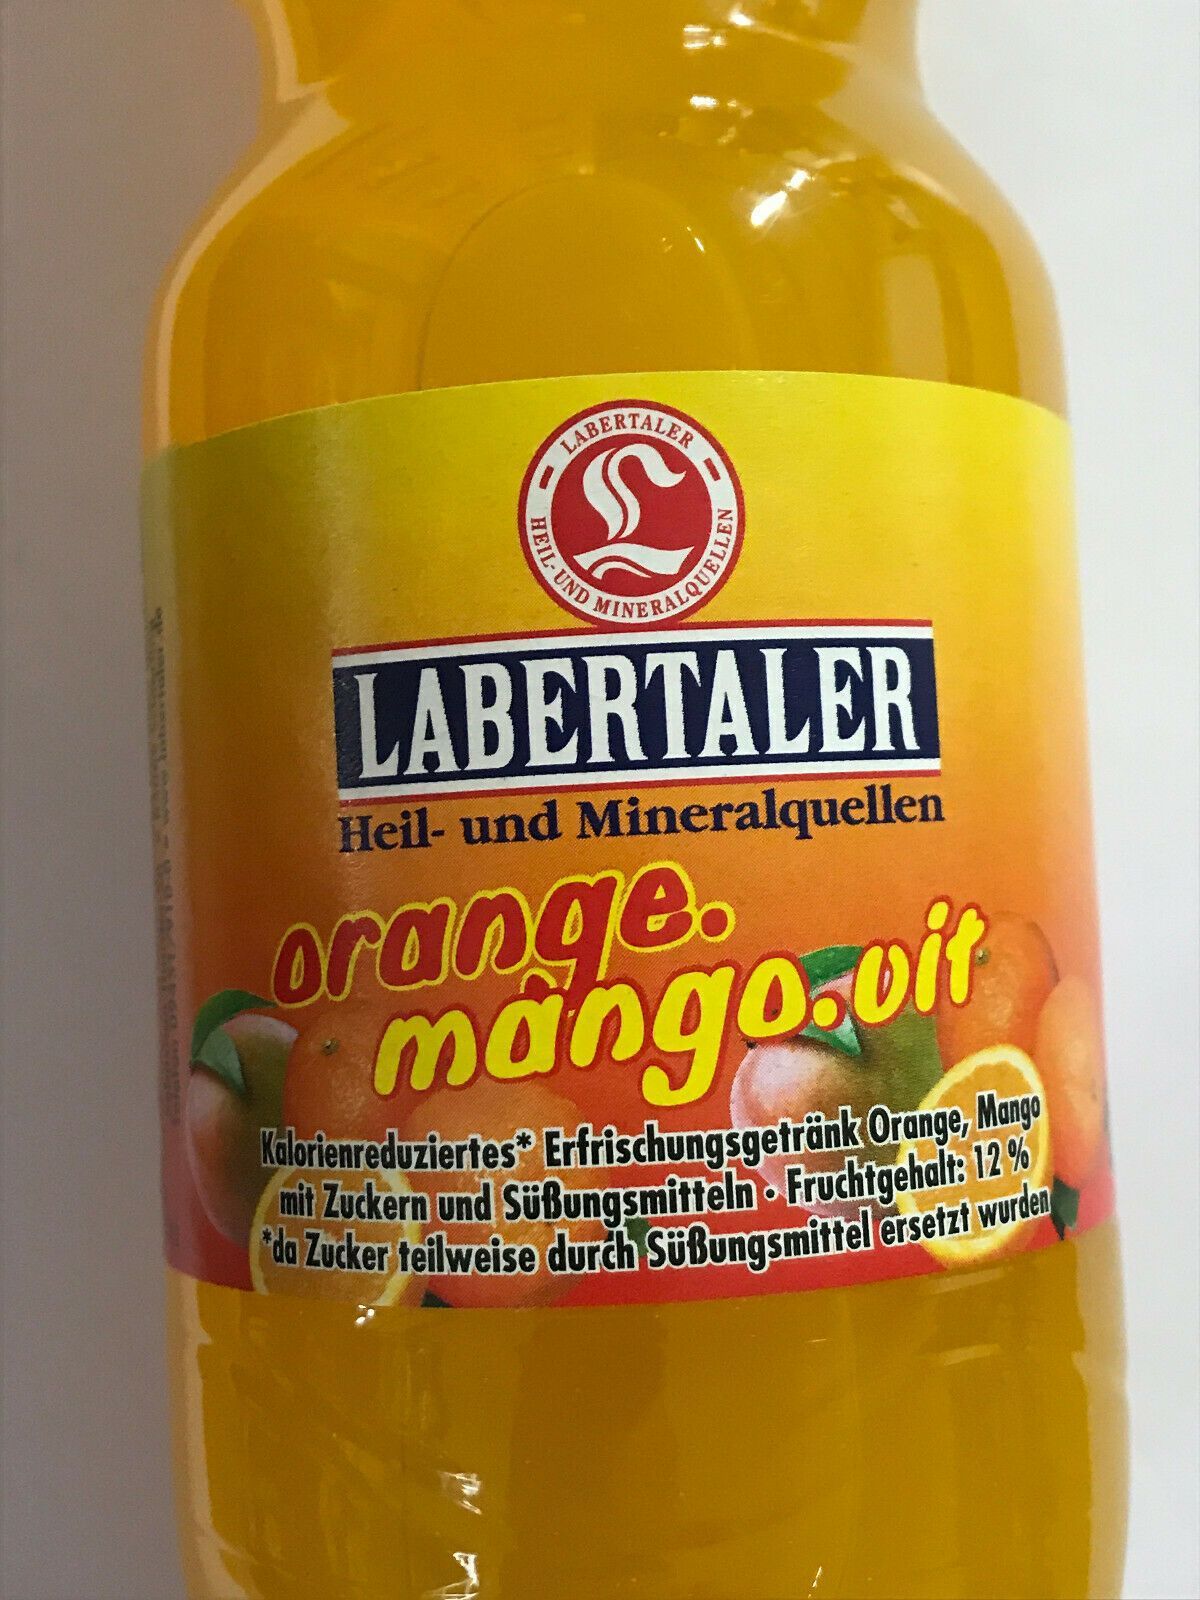 LABERTALER
HEIL- UND MINERALQUELLEN
LABERTALER
Heil- und Mineralquellen
orange.
mango.vit
Kalorienreduziertes* Erfrischungsgetränk Orange, Mango
mit Zuckern und Süßungsmitteln · Fruchtgehalt: 12 %
*da Zucker teilweise durch Süßungsmittel ersetzt wurden